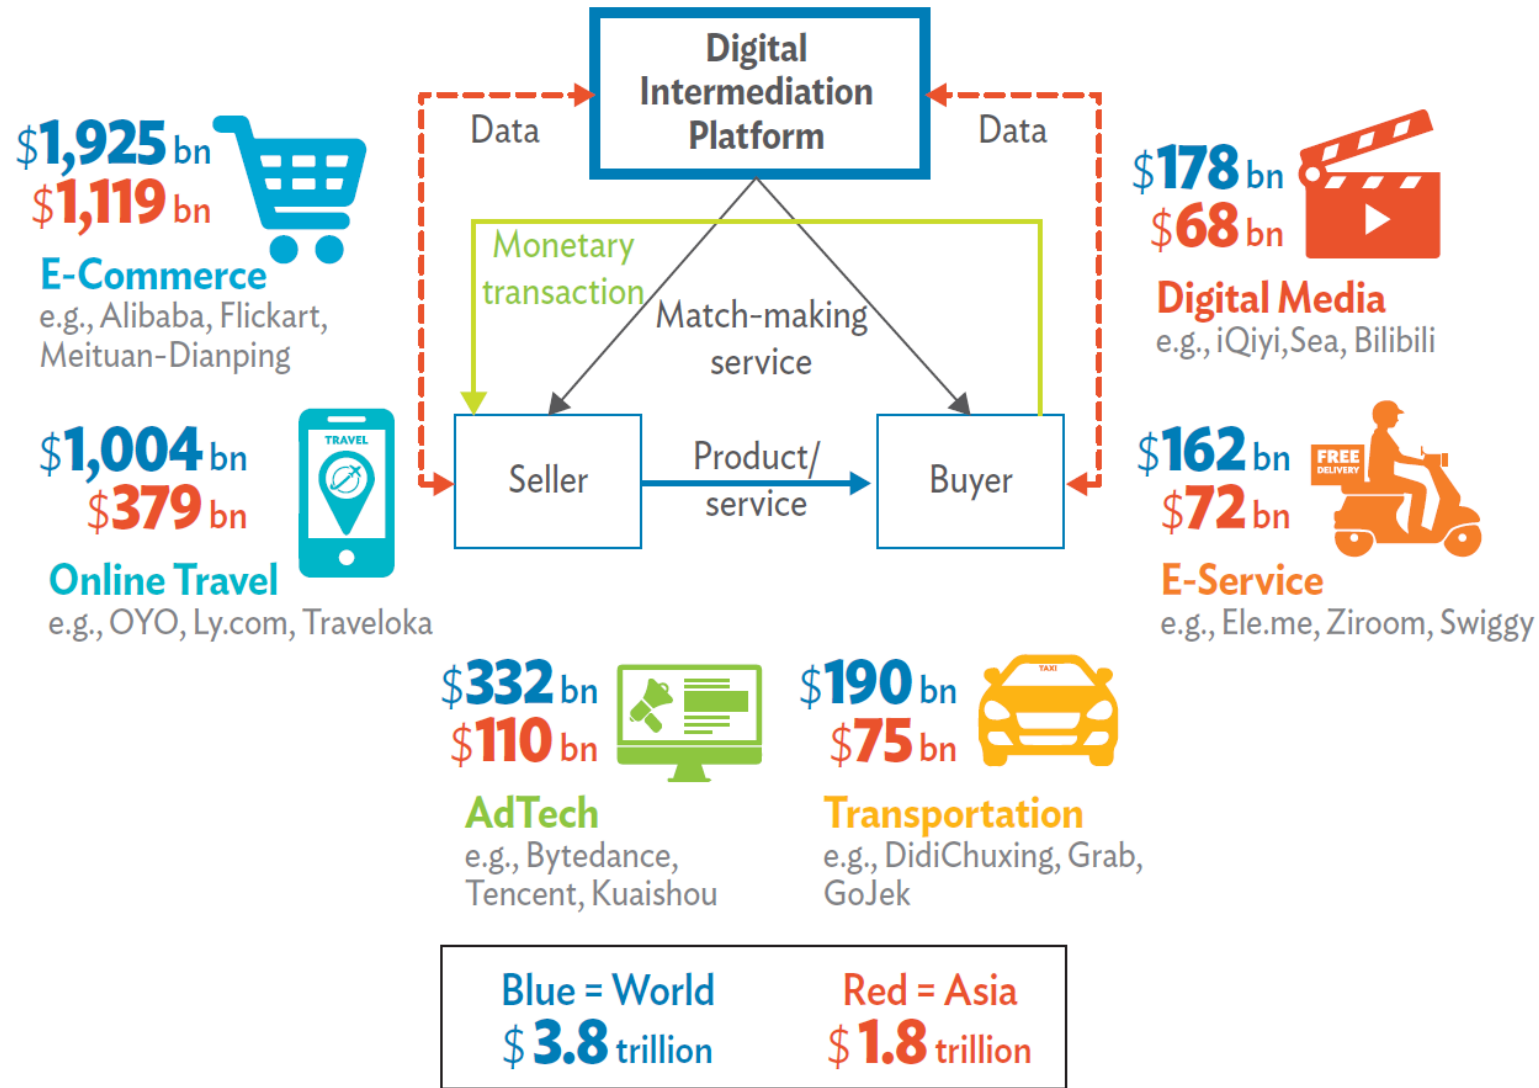 Digital
Intermediation
Platform
Data
Data
$1,925 bn
$1,119 bn
E-Commerce
e.g., Alibaba, Flickart,
Meituan-Dianping
$178 bn
$68 bn
Digital Media
e.g., iQiyi,Sea, Bilibili
Monetary
transaction
Match-making
service
$1,004 bn
$379 bn
TRAVEL
Online Travel
e.g., OYO, Ly.com, Traveloka
Seller
Product/
service
Buyer
$162 bn
$72 bn
FREE
DELIVERY
E-Service
e.g., Ele.me, Ziroom, Swiggy
$332 bn
$110 bn
AdTech
e.g., Bytedance,
Tencent, Kuaishou
$190 bn
$75 bn
TAXI
Transportation
e.g., DidiChuxing, Grab,
GoJek
Blue = World
$ 3.8 trillion
Red = Asia
$ 1.8 trillion